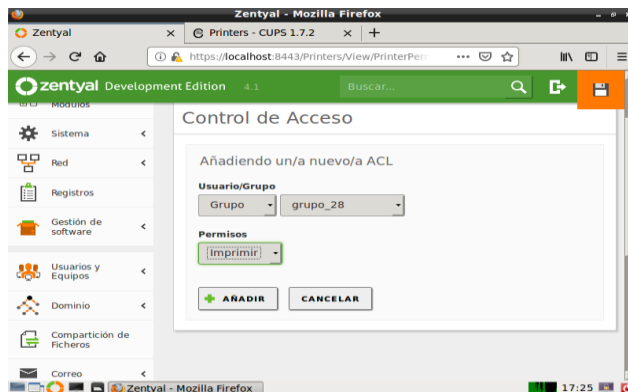 Zentyal - Mozilla Firefox
Zentyal
Printers - CUPS 1.7.2
https://localhost:8443/Printers/View/PrinterPerr
zentyal Development Edition 4.1
Buscar...
Módulos
Sistema
Red
Registros
Gestión de
software
Usuarios y
Equipos
Dominio
Compartición de
Ficheros
Correo
Control de Acceso
Añadiendo un/a nuevo/a ACL
Usuario/Grupo
Grupo
grupo_28
Permisos
Imprimir
AÑADIR
CANCELAR
Zentyal - Mozilla Firefox
17:25